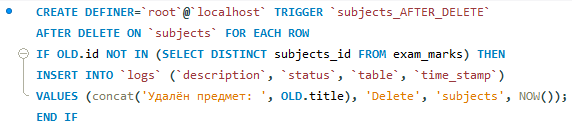 CREATE DEFINER=`root`@`localhost` TRIGGER `subjects_AFTER_DELETE`
AFTER DELETE ON `subjects` FOR EACH ROW
IF OLD.id NOT IN (SELECT DISTINCT subjects_id FROM exam_marks) THEN
INSERT INTO `logs` (`description`, `status`, `table`, `time_stamp`)
VALUES (concat('Удалён предмет: ', OLD.title), 'Delete', 'subjects', NOW());
END IF